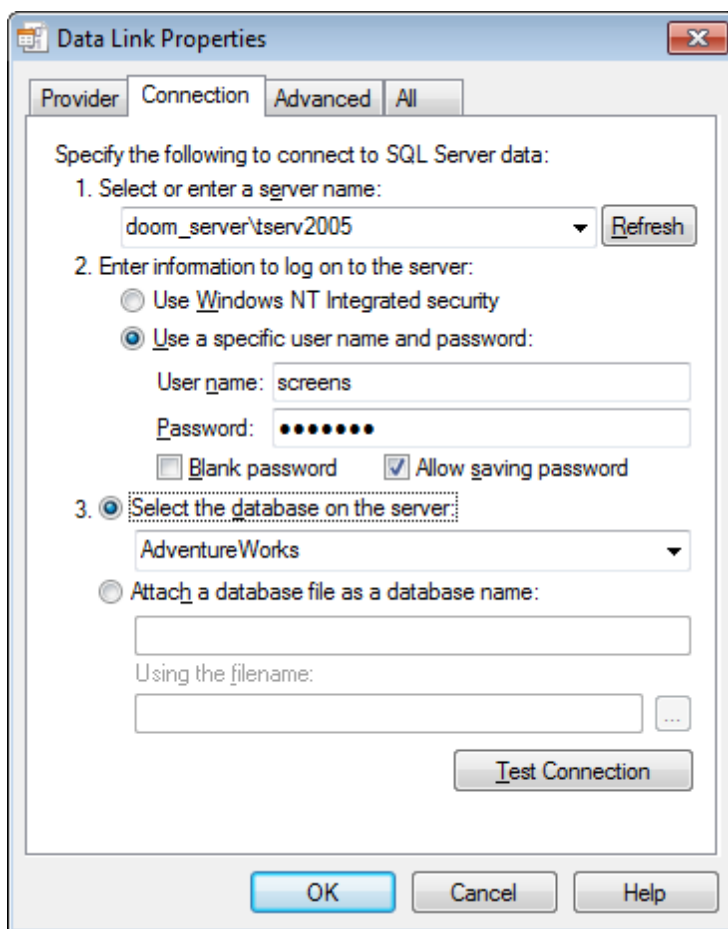 Data Link Properties
Provider Connection Advanced All
Specify the following to connect to SQL Server data:
1. Select or enter a server name:
doom_server\tserv2005 Refresh
2. Enter information to log on to the server:
Use Windows NT Integrated security
Use a specific user name and password:
User name: screens
Password: •••••••
Blank password Allow saving password
3. Select the database on the server:
AdventureWorks
Attach a database file as a database name:
Using the filename:
...
Test Connection
OK Cancel Help